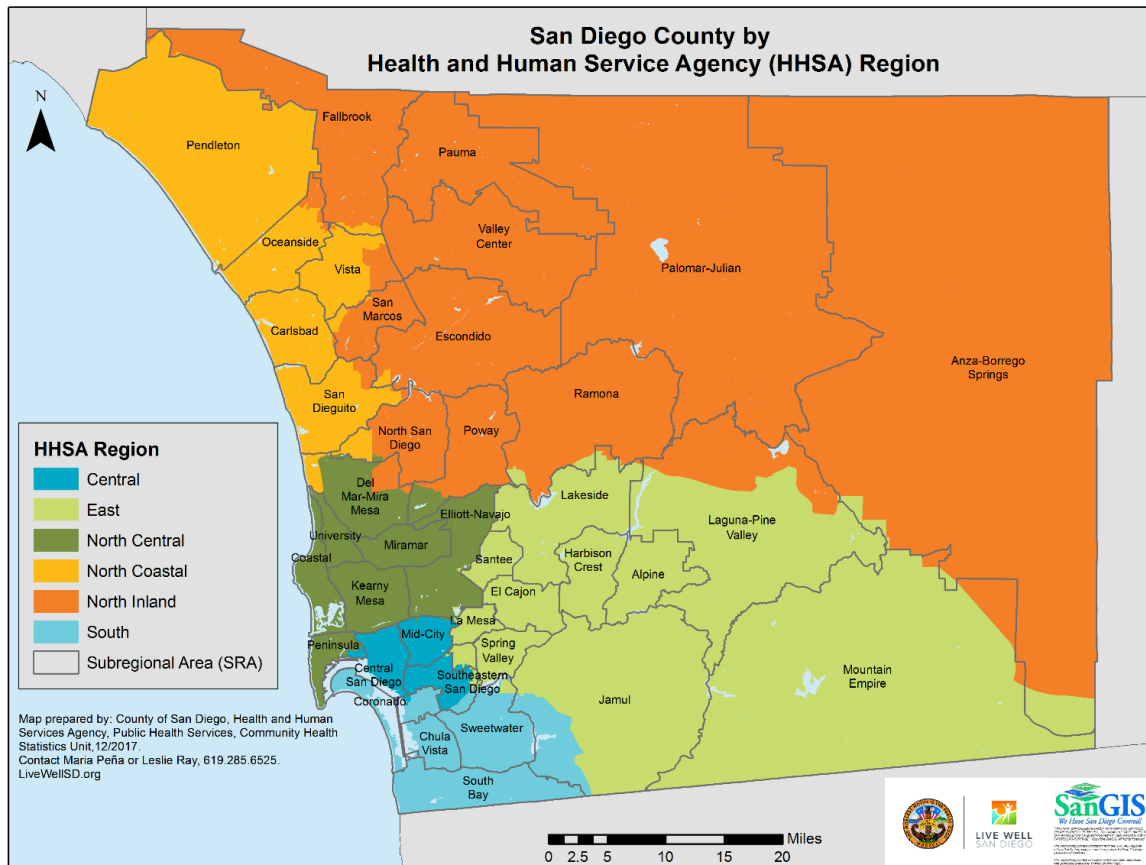 San Diego County by
Health and Human Service Agency (HHSA) Region
N
Fallbrook
Pendleton
Pauma
Valley
Center
Oceanside
Vista
Palomar-Julian
San
Marcos
Carlsbad
Escondido
Anza-Borrego
Springs
San
Dieguito
Ramona
North San
Diego
Poway
HHSA Region
Central
East
North Central
North Coastal
North Inland
South
Subregional Area (SRA)
Del
Mar-Mira
Mesa
Lakeside
Elliott-Navajo
Laguna-Pine
Valley
University
Miramar
Coastal
Santee
Harbison
Crest
Alpine
Kearny
Mesa
El Cajon
La Mesa
Mid-City
Peninsula
Spring
Valley
Central
San Diego
Southeastern
San Diego
Mountain
Empire
Coronado
Jamul
Sweetwater
Chula
Vista
South
Bay
Map prepared by: County of San Diego, Health and Human
Services Agency, Public Health Services, Community Health
Statistics Unit,12/2017.
Contact Maria Peña or Leslie Ray, 619.285.6525.
LiveWellSD.org
Miles
0 2.5 5 10 15 20
LIVE WELL
SAN DIEGO
SanGIS
We Have San Diego Covered!